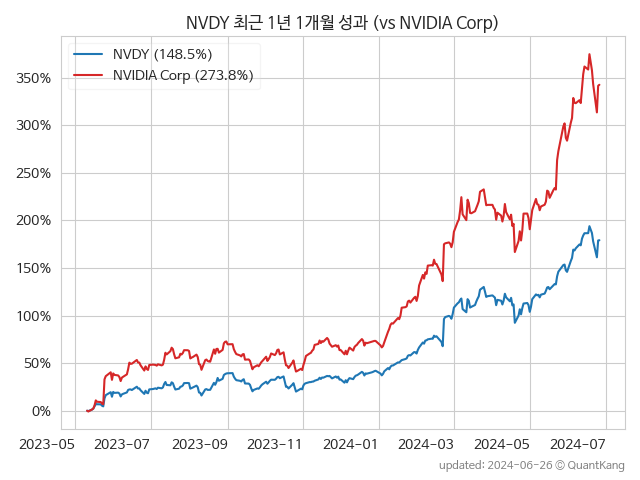 NVDY 최근 1년 1개월 성과 (vs NVIDIA Corp)
NVDY (148.5%)
NVIDIA Corp (273.8%)
350%
300%
250%
200%
150%
100%
50%
0%
2023-05 2023-07 2023-09 2023-11 2024-01 2024-03 2024-05 2024-07
updated: 2024-06-26 © QuantKang